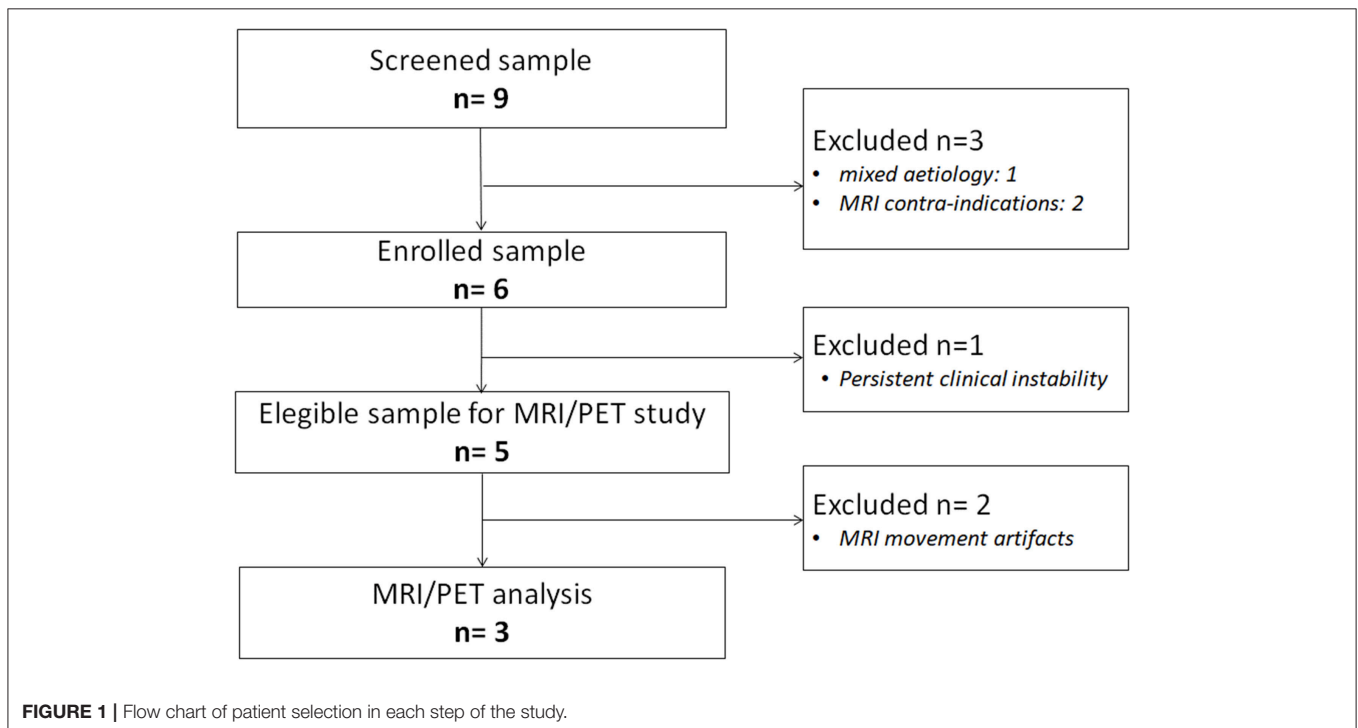 Screened sample
n= 9
Excluded n=3
• mixed aetiology: 1
• MRI contra-indications: 2
Enrolled sample
n= 6
Excluded n=1
• Persistent clinical instability
Elegible sample for MRI/PET study
n= 5
Excluded n= 2
• MRI movement artifacts
MRI/PET analysis
n= 3
FIGURE 1 | Flow chart of patient selection in each step of the study.